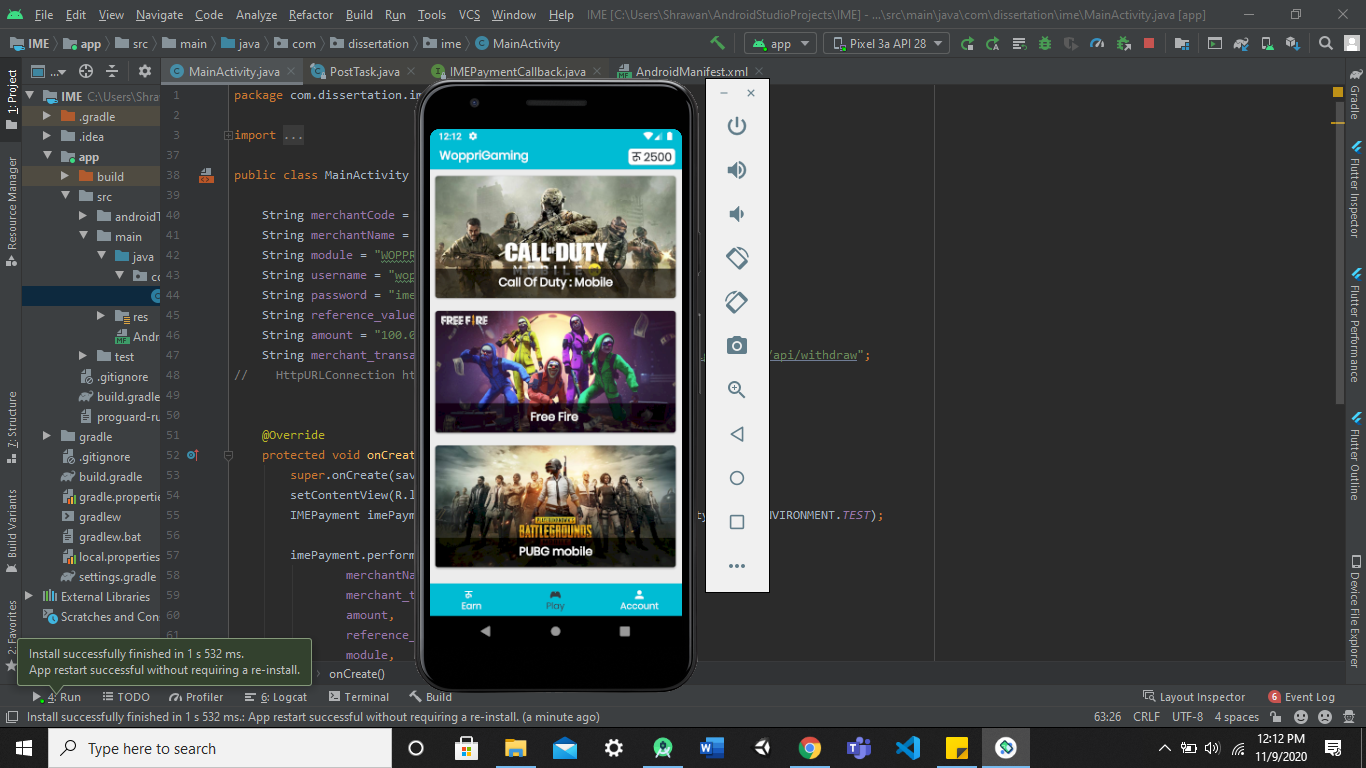 File Edit View Navigate Code Analyze Refactor Build Run Tools VCS Window Help IME [C:\Users\Shrawan\AndroidStudioProjects\IME] - ...\src\main\java\com\dissertation\ime\MainActivity.java [app]
IME app src main java com dissertation ime MainActivity app Pixel 3a API 28
... MainActivity.java PostTask.java IMEPaymentCallback.java AndroidManifest.xml
1: Project
Resource Manager
7: Structure
Build Variants
2: Favorites
IME C:\Users\Shraw
.gradle
.idea
app
build
src
androidT
main
java
co
res
Andr
test
.gitignore
build.gradle
proguard-ru
gradle
.gitignore
build.gradle
gradle.propertie
gradlew
gradlew.bat
local.properties
settings.gradle
External Libraries
Scratches and Cons
1 package com.dissertation.im
2
3 import ...
37
38 public class MainActivity
39
40 String merchantCode =
41 String merchantName =
42 String module = "WOPPR
43 String username = "wop
44 String password = "ime
45 String reference_value
46 String amount = "100.0
47 String merchant_transa /api/withdraw";
48 // HttpURLConnection ht
49
50
51 @Override
52 protected void onCreat
53 super.onCreate(sav
54 setContentView(R.l
55 IMEPayment imePaym NVIRONMENT.TEST);
56
57 imePayment.perform
58 merchantNa
59 merchant_t
60 amount,
61 reference_
module,
onCreate()
12:12
WoppriGaming रु 2500
CALL OF DUTY
MOBILE
Call Of Duty : Mobile
FREE FIRE
Free Fire
BATTLEGROUNDS
PUBG mobile
Earn Play Account
Gradle
Flutter Inspector
Flutter Performance
Flutter Outline
Device File Explorer
Install successfully finished in 1 s 532 ms.
App restart successful without requiring a re-install.
4: Run TODO Profiler 6: Logcat Terminal Build Layout Inspector 6 Event Log
Install successfully finished in 1 s 532 ms.: App restart successful without requiring a re-install. (a minute ago) 63:26 CRLF UTF-8 4 spaces
Type here to search
12:12 PM
11/9/2020